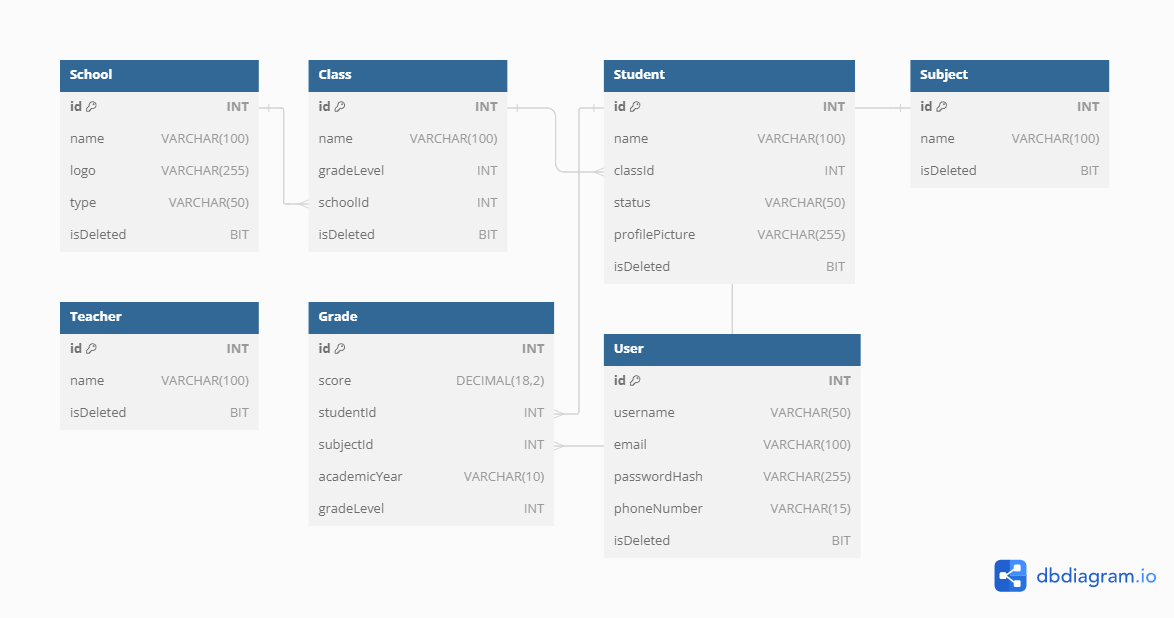 School
id INT
name VARCHAR(100)
logo VARCHAR(255)
type VARCHAR(50)
isDeleted BIT
Class
id INT
name VARCHAR(100)
gradeLevel INT
schoolId INT
isDeleted BIT
Student
id INT
name VARCHAR(100)
classId INT
status VARCHAR(50)
profilePicture VARCHAR(255)
isDeleted BIT
Subject
id INT
name VARCHAR(100)
isDeleted BIT
Teacher
id INT
name VARCHAR(100)
isDeleted BIT
Grade
id INT
score DECIMAL(18,2)
studentId INT
subjectId INT
academicYear VARCHAR(10)
gradeLevel INT
User
id INT
username VARCHAR(50)
email VARCHAR(100)
passwordHash VARCHAR(255)
phoneNumber VARCHAR(15)
isDeleted BIT
dbdiagram.io